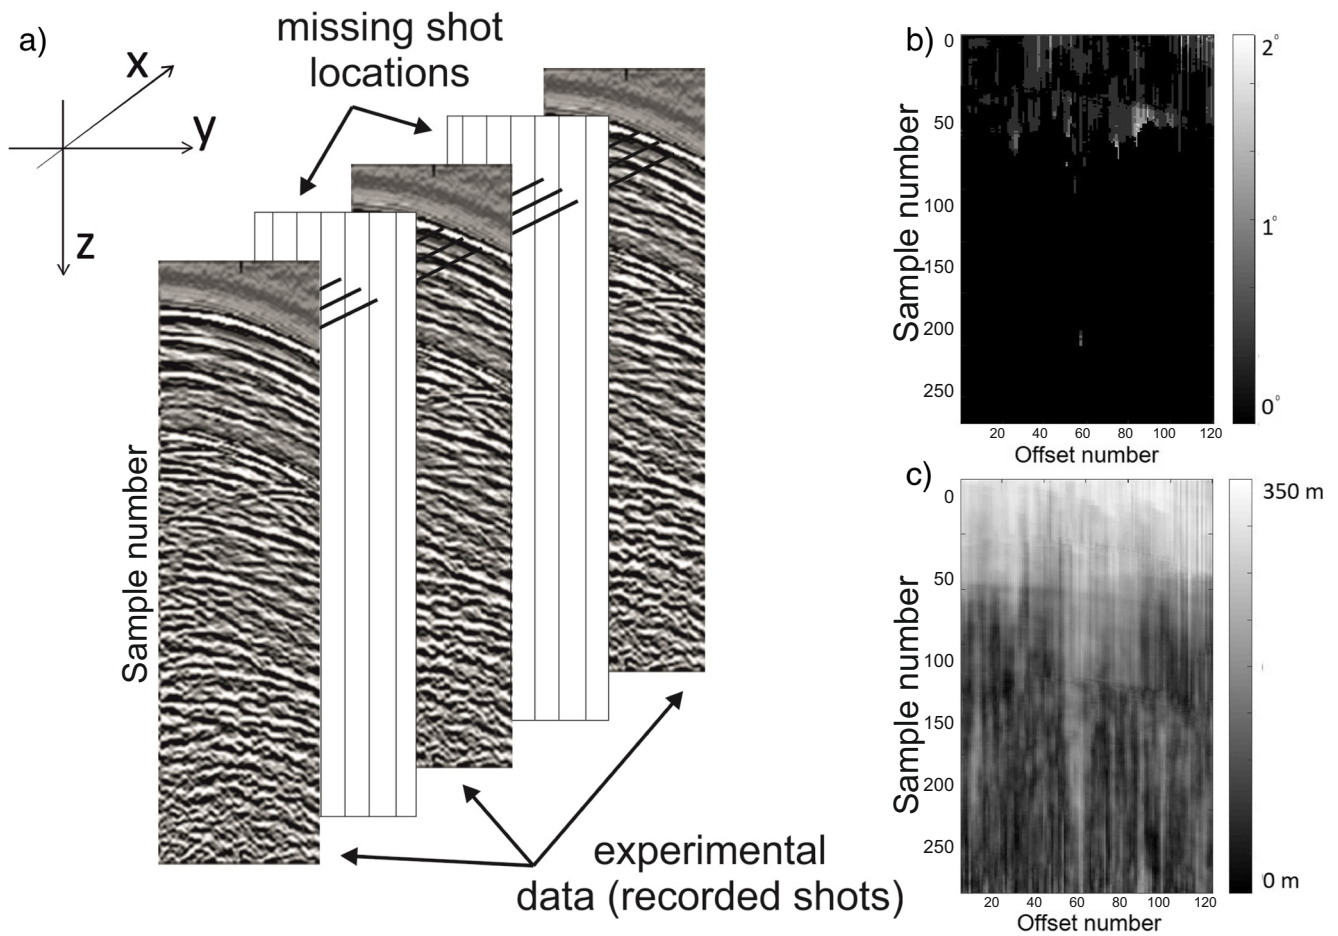 a)
missing shot
locations
x
y
z
Sample number
experimental
data (recorded shots)
b)
0
50
100
150
200
250
Sample number
20 40 60 80 100 120
Offset number
2°
1°
0°
c)
0
50
100
150
200
250
Sample number
20 40 60 80 100 120
Offset number
350 m
0 m